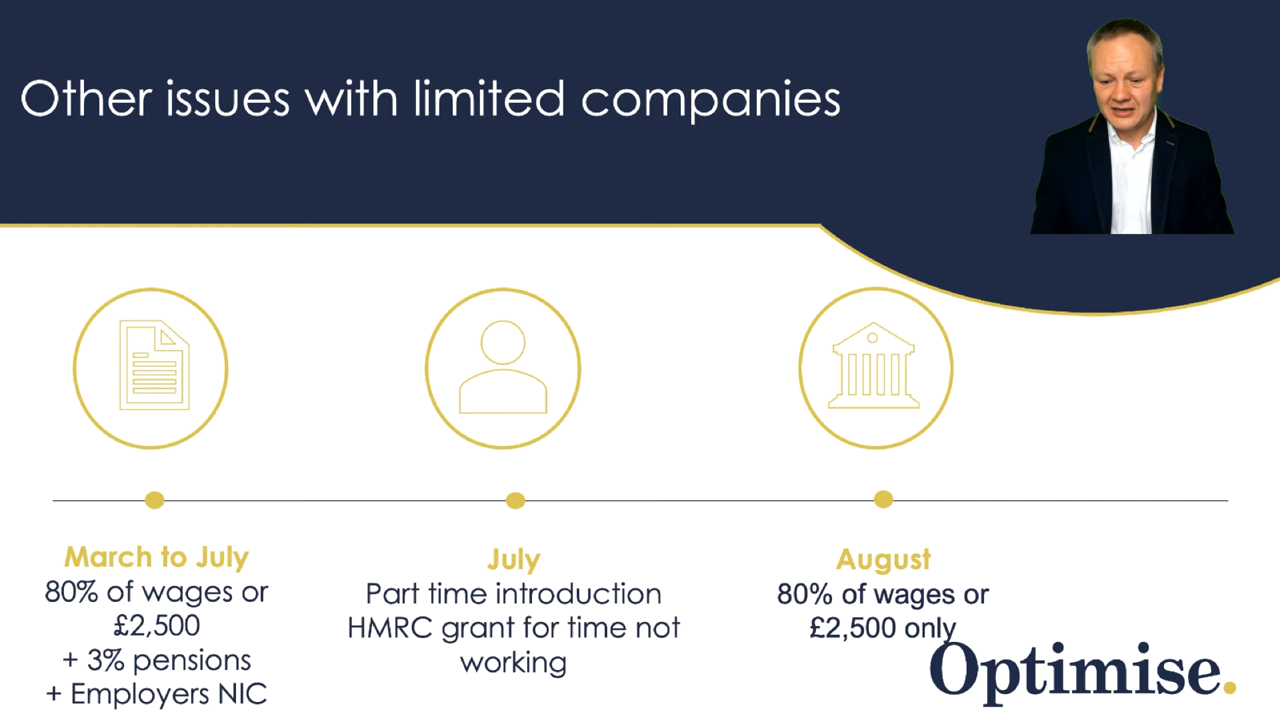 Other issues with limited companies
March to July
80% of wages or
£2,500
+ 3% pensions
+ Employers NIC
July
Part time introduction
HMRC grant for time not
working
August
80% of wages or
£2,500 only
Optimise.